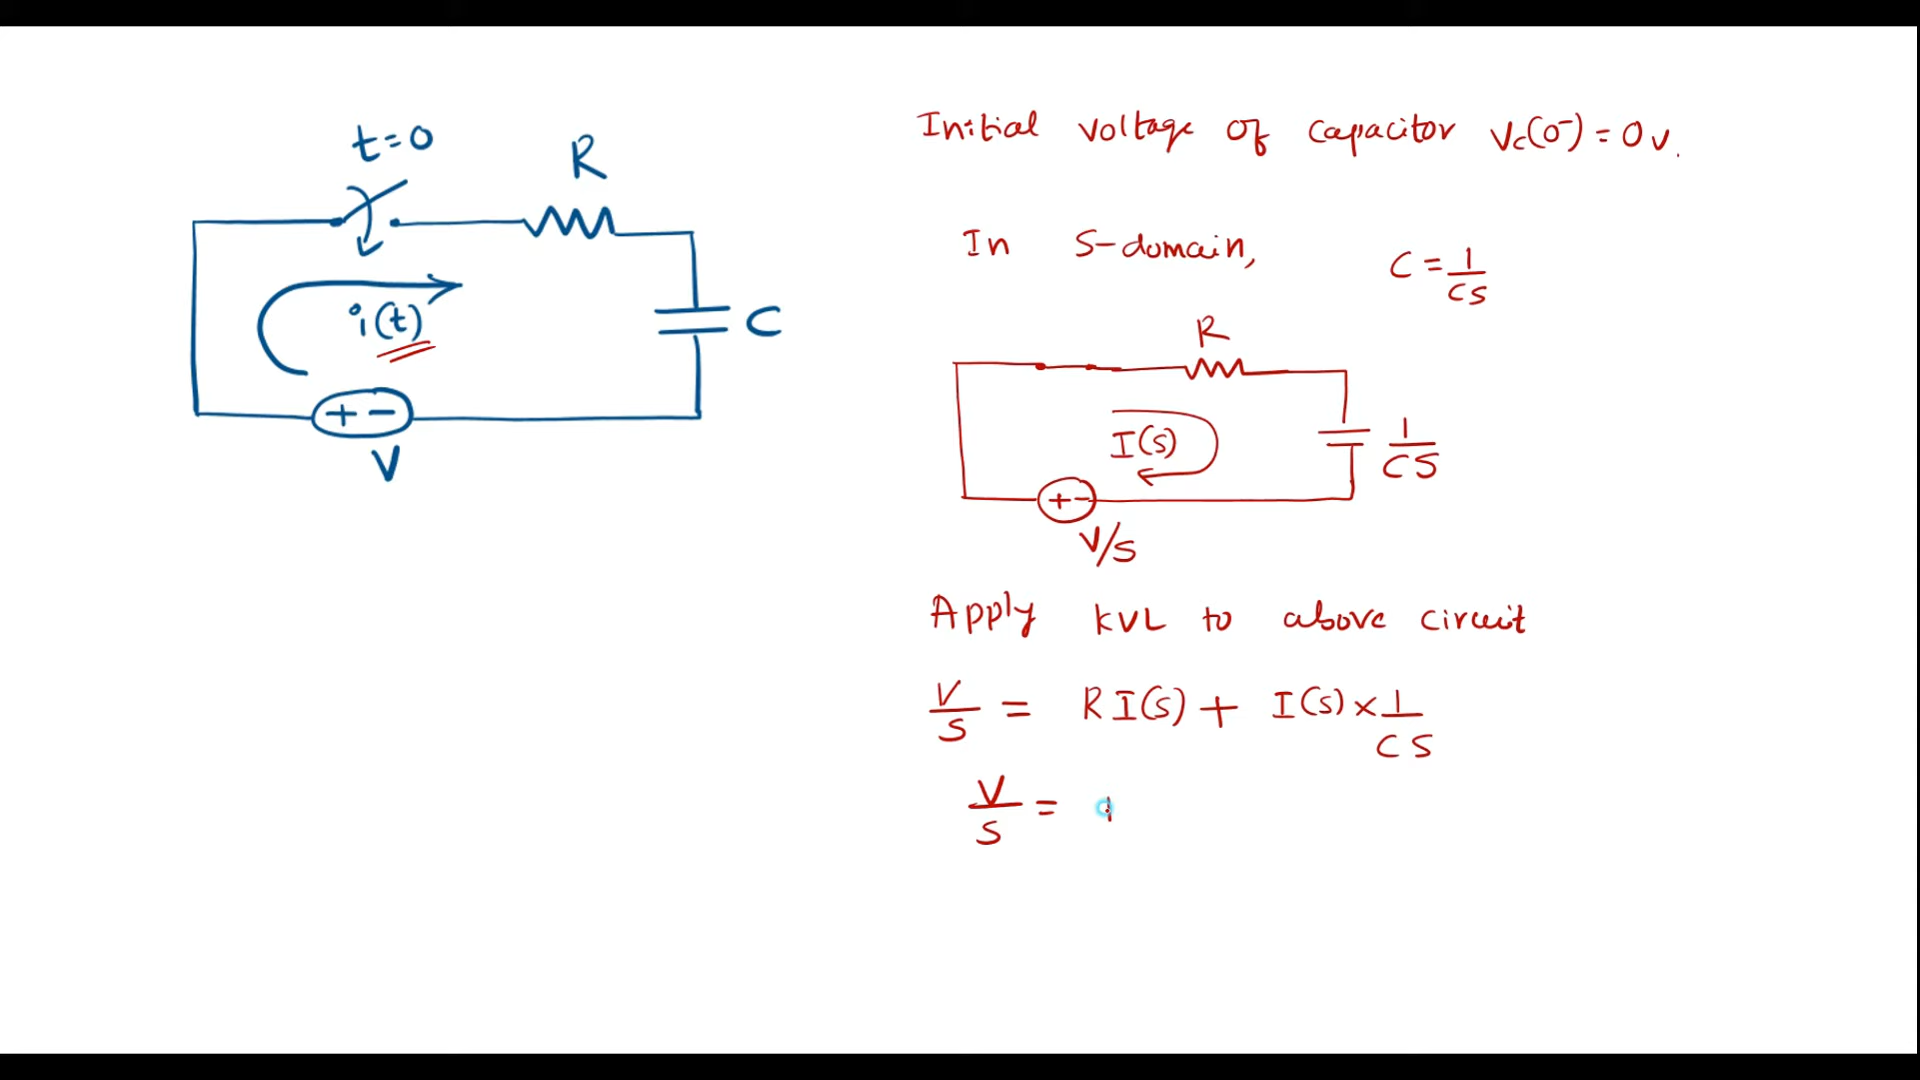 t=0
R
i(t)
C
+ -
V
Initial voltage of capacitor Vc(0⁻) = 0 v.
In S-domain,
C = 1/CS
R
I(s)
1/CS
+ -
V/S
Apply KVL to above circuit
V/S = R I(s) + I(s) × 1/CS
V/S =